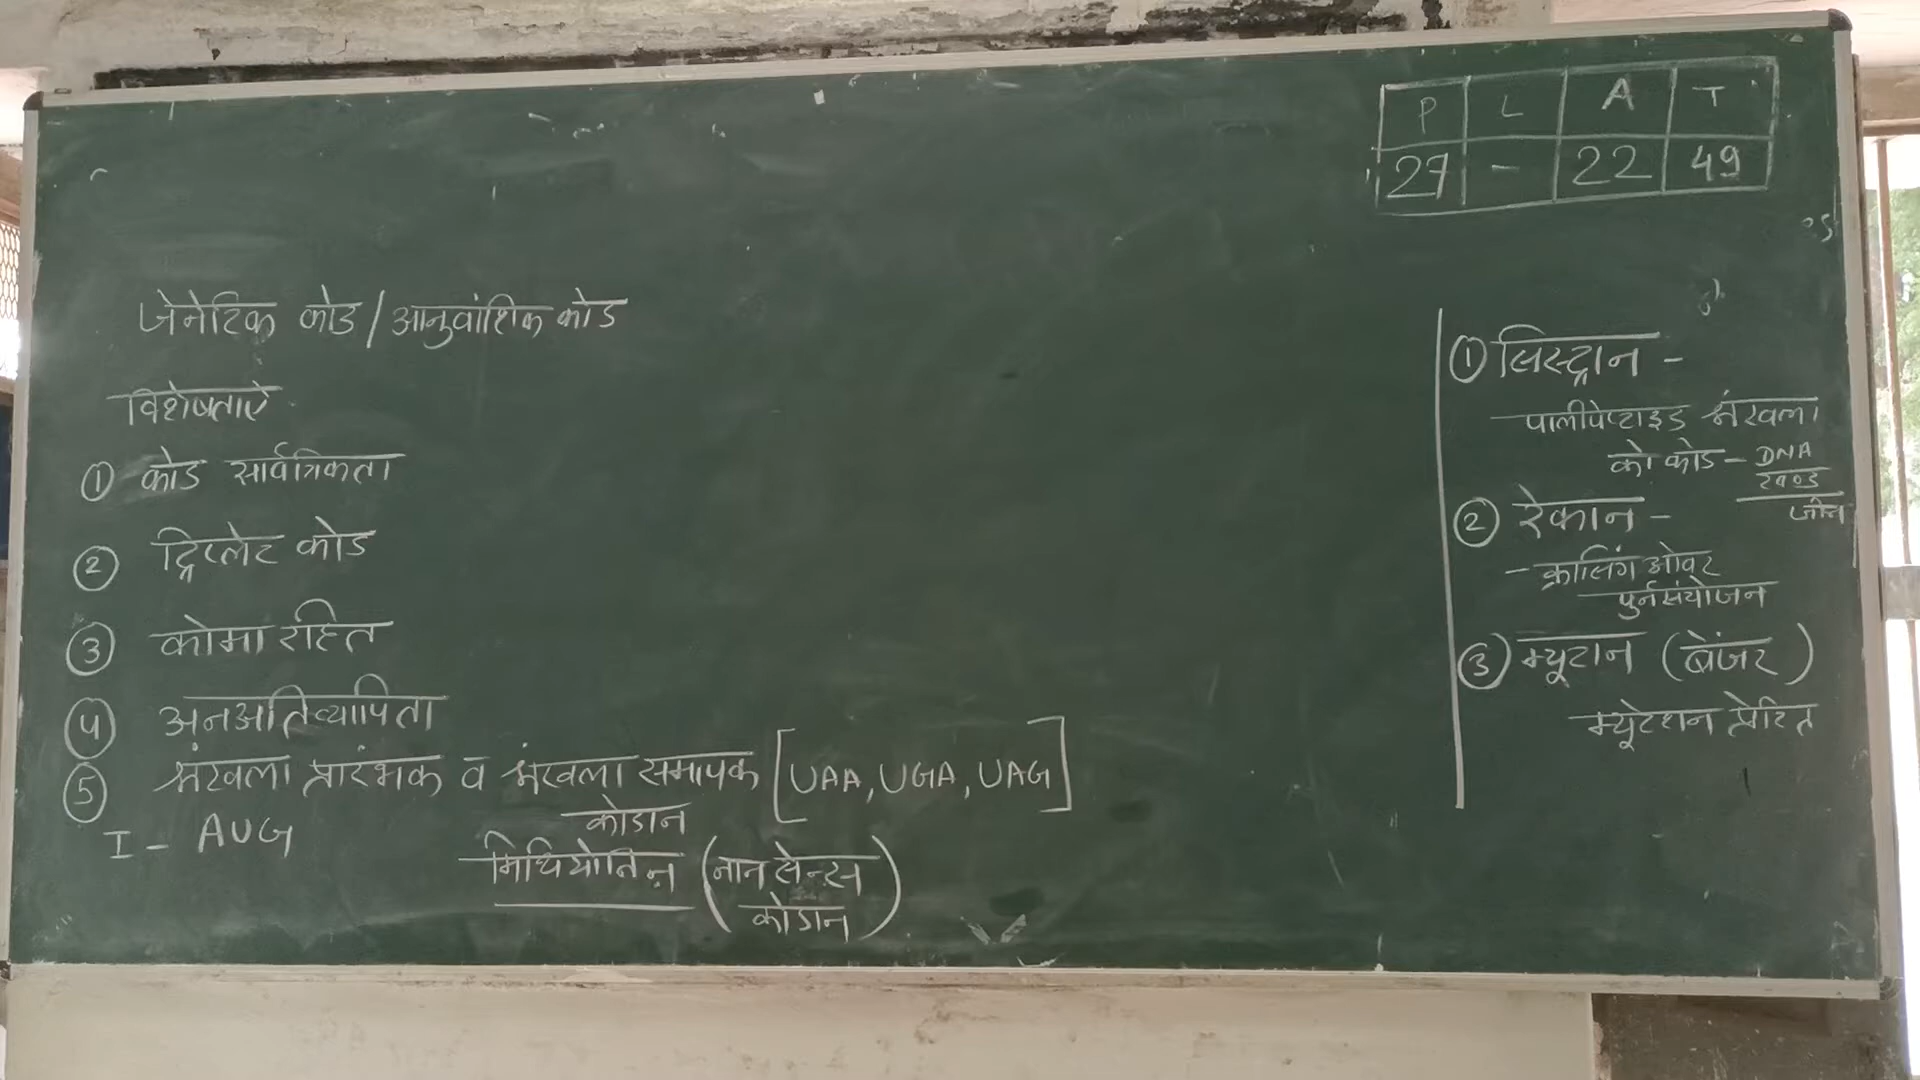 P L A T
27 - 22 49
जेनेटिक कोड / आनुवांशिक कोड
विशेषताऐ
① कोड सार्वत्रिकता
② ट्रिप्लेट कोड
③ कोमा रहित
④ अनअतिव्यापिता
⑤ श्रंखला प्रारंभक व श्रंखला समापक [UAA, UGA, UAG]
कोडान
I - AUG
मिथियोनिन (नान सेन्स
कोडान)
① सिस्ट्रान -
पालीपेप्टाइड श्रंखला
को कोड - DNA
खण्ड
जीन
② रेकान -
- क्रासिंग ओवर
पुर्नसंयोजन
③ म्यूटान (बेंजर)
म्यूटेशन प्रेरित